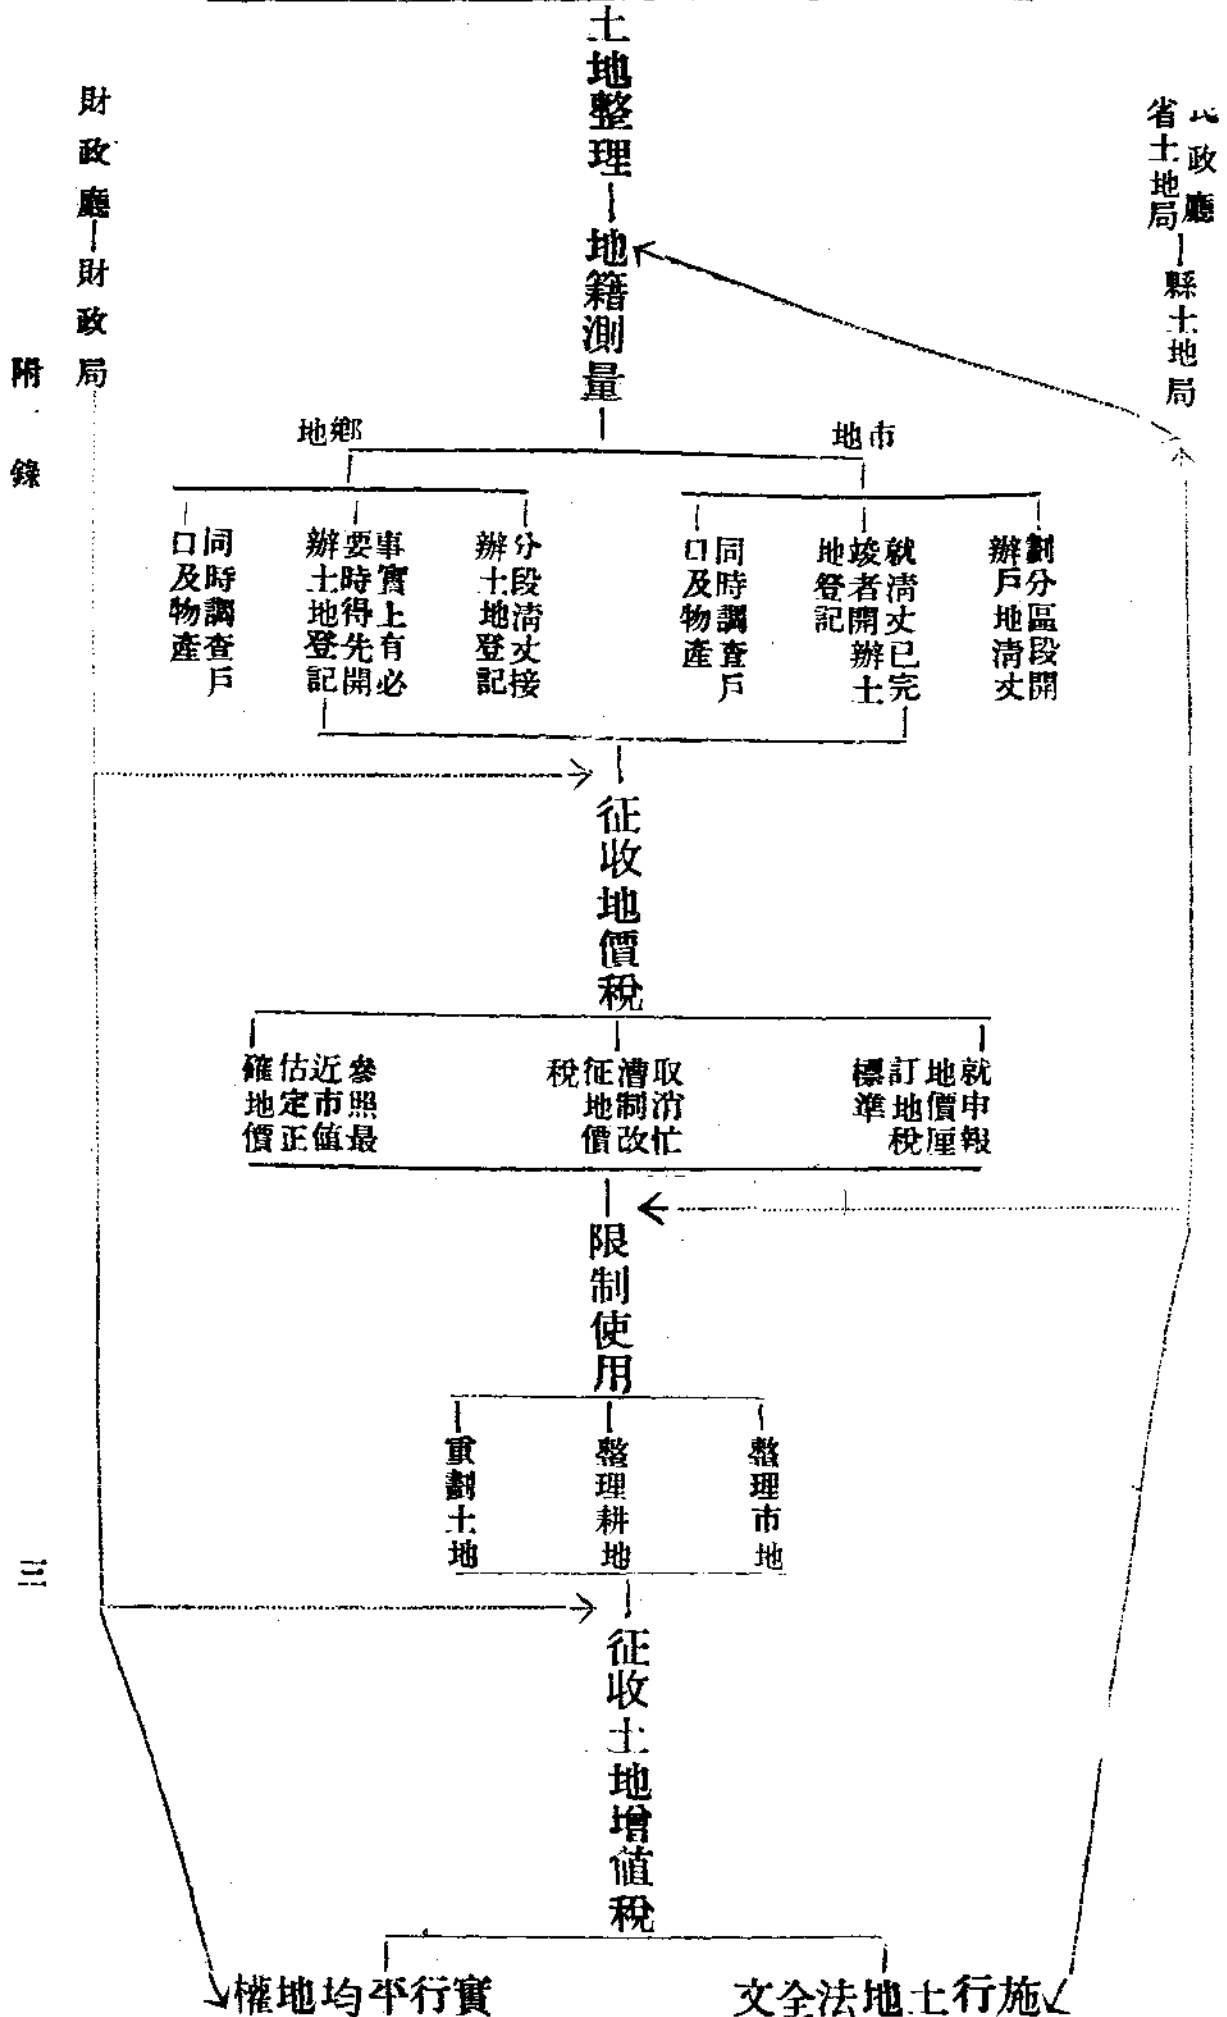 民政廳
省土地局
縣土地局
土地整理
地籍測量
市地
劃分區段開
辦戶地清丈
就清丈已完
竣者開辦土
地登記
同時調查戶
口及物產
鄉地
分段清丈接
辦土地登記
事實上有必
要時得先開
辦土地登記
同時調查戶
口及物產
征收地價稅
就申報
地價厘
訂地稅
標準
取消忙
漕制改
征地價
稅
參照最
近市值
估定正
確地價
限制使用
整理市地
整理耕地
重劃土地
征收土地增值稅
施行土地法全文
實行平均地權
財政廳
財政局
附錄
三